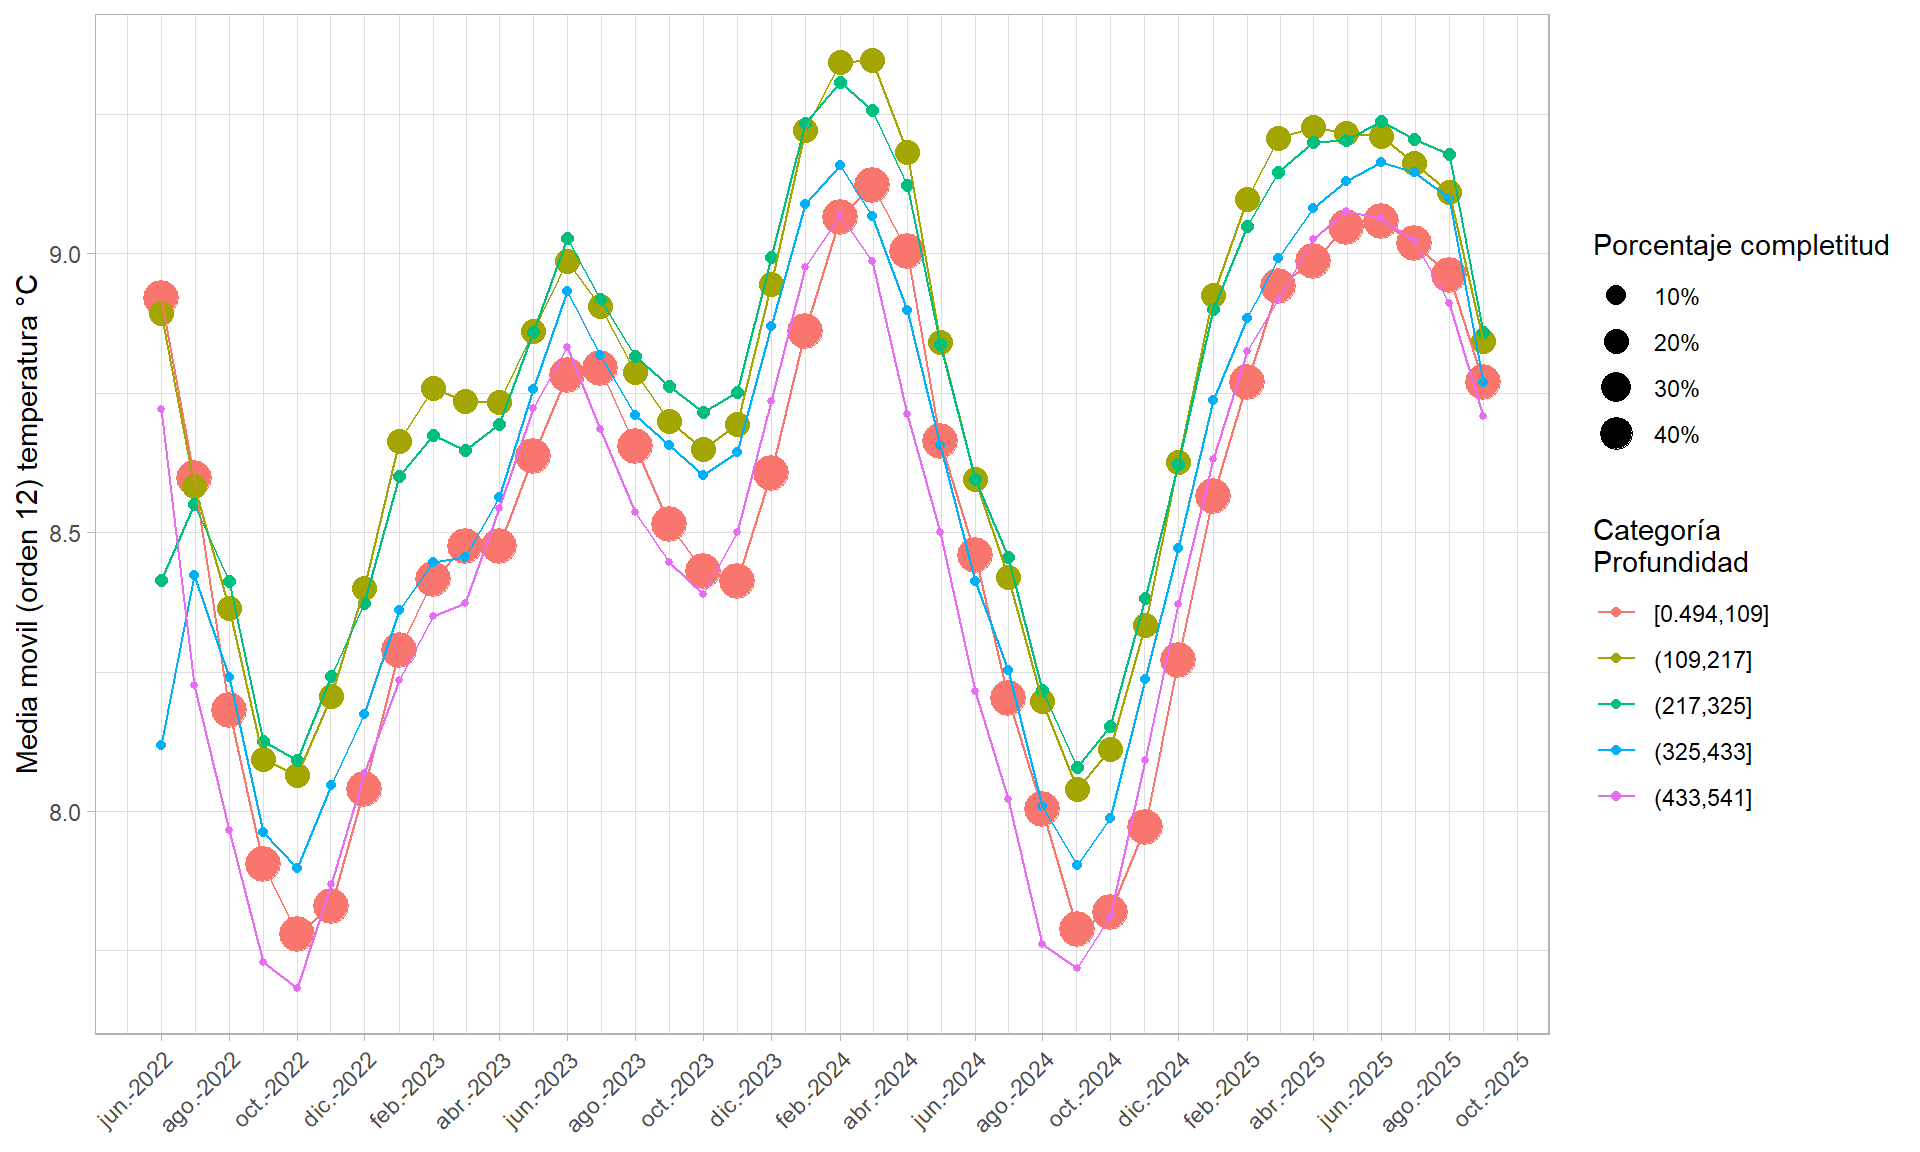 Media movil (orden 12) temperatura °C
9.0
8.5
8.0
jun.-2022
ago.-2022
oct.-2022
dic.-2022
feb.-2023
abr.-2023
jun.-2023
ago.-2023
oct.-2023
dic.-2023
feb.-2024
abr.-2024
jun.-2024
ago.-2024
oct.-2024
dic.-2024
feb.-2025
abr.-2025
jun.-2025
ago.-2025
oct.-2025
Porcentaje completitud
10%
20%
30%
40%
Categoría
Profundidad
[0.494,109]
(109,217]
(217,325]
(325,433]
(433,541]